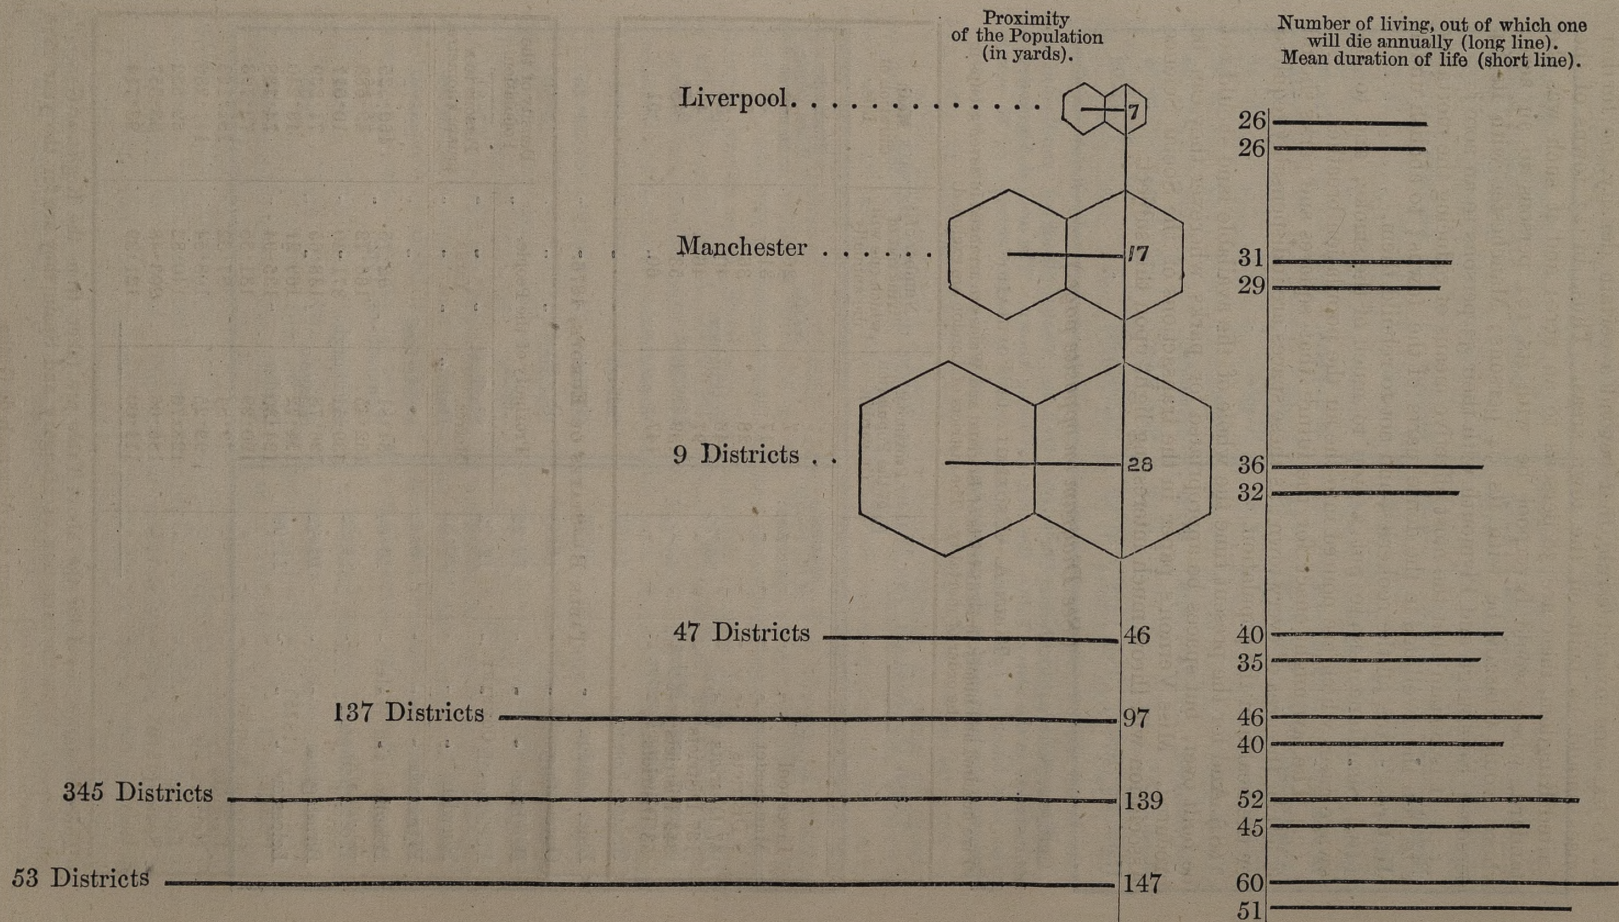 Proximity
of the Population
(in yards).
Number of living, out of which one
will die annually (long line).
Mean duration of life (short line).
Liverpool. . . . . . . . . . . . . 7
26
26
Manchester . . . . . . 17
31
29
9 Districts . . 28
36
32
47 Districts 46
40
35
137 Districts 97
46
40
345 Districts 139
52
45
53 Districts 147
60
51